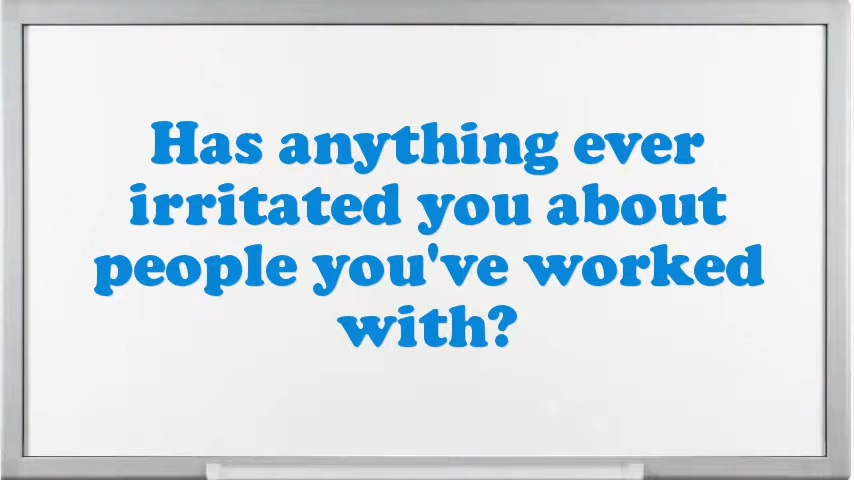 Has anything ever
irritated you about
people you've worked
with?